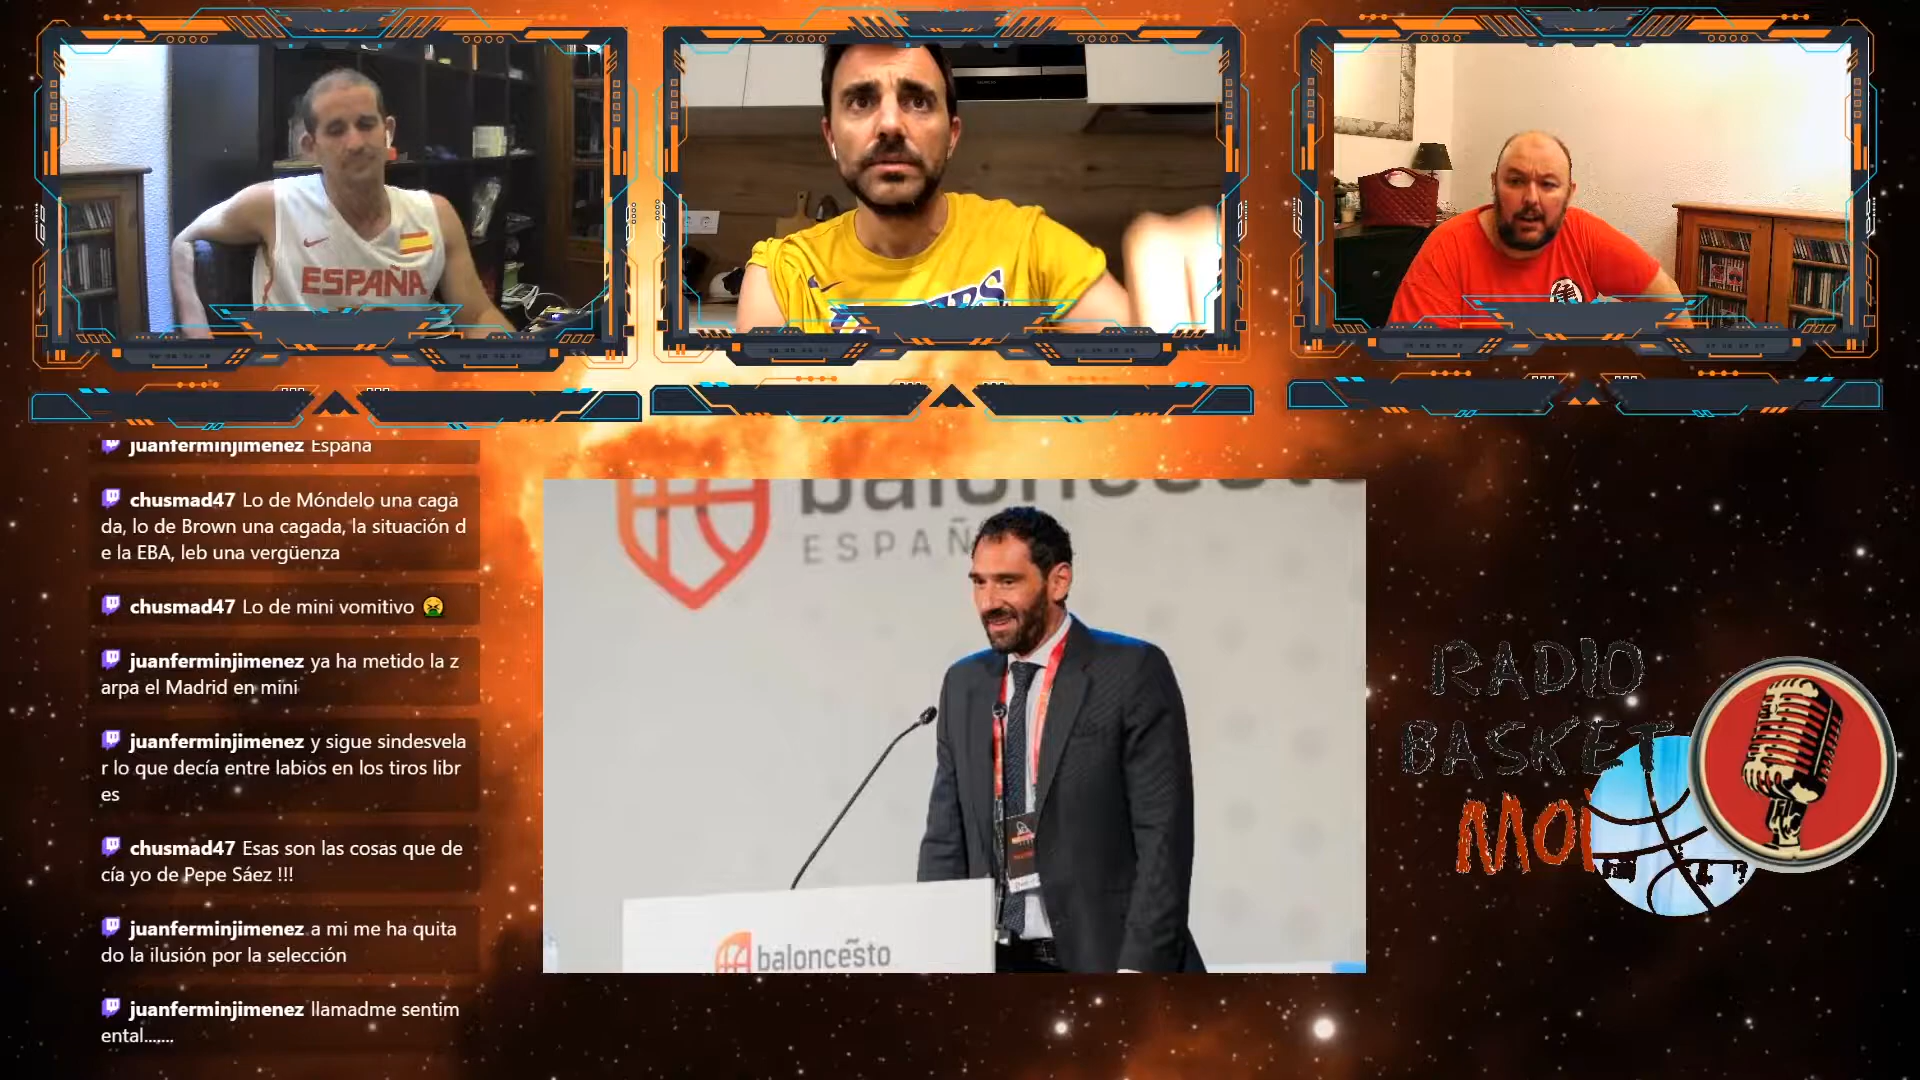 ESPAÑA
juanferminjimenez España
chusmad47 Lo de Móndelo una caga
da, lo de Brown una cagada, la situación d
e la EBA, leb una vergüenza
chusmad47 Lo de mini vomitivo 🤮
juanferminjimenez ya ha metido la z
arpa el Madrid en mini
juanferminjimenez y sigue sindesvela
r lo que decía entre labios en los tiros libr
es
chusmad47 Esas son las cosas que de
cía yo de Pepe Sáez !!!
juanferminjimenez a mi me ha quita
do la ilusión por la selección
juanferminjimenez llamadme sentim
ental.......
baloncesto
ESPAÑ
baloncesto
RADIO
BASKET
MOI